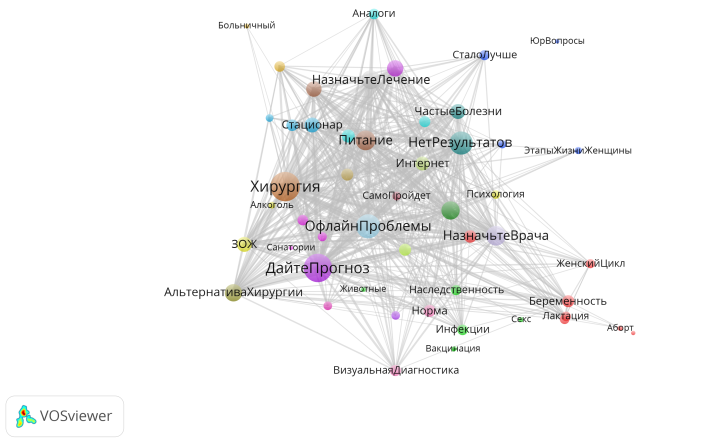 Аналоги
Больничный
ЮрВопросы
СталоЛучше
НазначьтеЛечение
ЧастыеБолезни
Стационар
Питание
НетРезультатов
ЭтапыЖизниЖенщины
Интернет
Хирургия
СамоПройдет
Психология
Алкоголь
ОфлайнПроблемы
НазначьтеВрача
ЗОЖ
Санатории
ЖенскийЦикл
ДайтеПрогноз
Животные
Наследственность
АльтернативаХирургии
Беременность
Норма
Лактация
Секс
Инфекции
Аборт
Вакцинация
ВизуальнаяДиагностика
VOSviewer